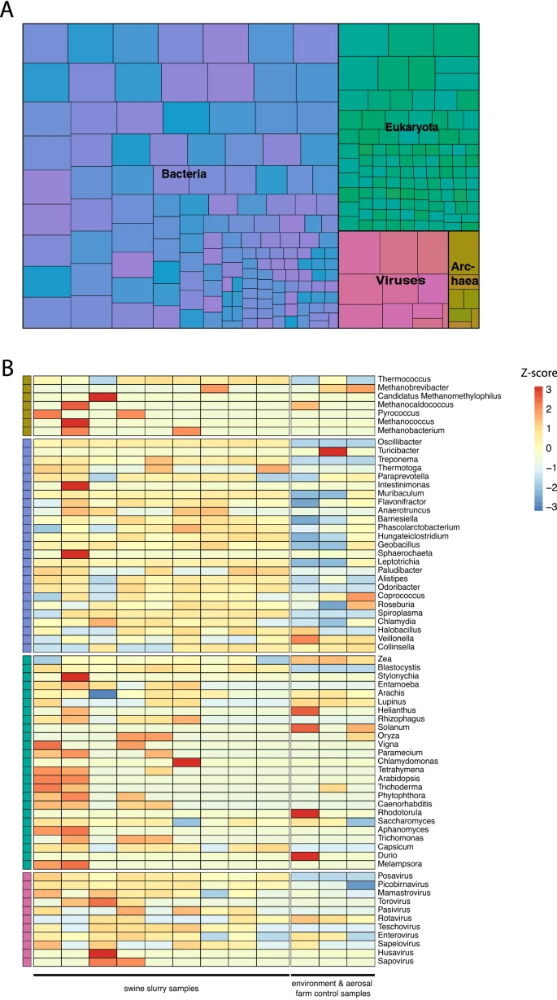 A
Bacteria
Eukaryota
Viruses
Arc-
haea
B
Z-score
3
2
1
0
−1
−2
−3
Thermococcus
Methanobrevibacter
Candidatus Methanomethylophilus
Methanocaldococcus
Pyrococcus
Methanococcus
Methanobacterium
Oscillibacter
Turicibacter
Treponema
Thermotoga
Paraprevotella
Intestinimonas
Muribaculum
Flavonifractor
Anaerotruncus
Barnesiella
Phascolarctobacterium
Hungateiclostridium
Geobacillus
Sphaerochaeta
Leptotrichia
Paludibacter
Alistipes
Odoribacter
Coprococcus
Roseburia
Spiroplasma
Chlamydia
Halobacillus
Veillonella
Collinsella
Zea
Blastocystis
Stylonychia
Entamoeba
Arachis
Lupinus
Helianthus
Rhizophagus
Solanum
Oryza
Vigna
Paramecium
Chlamydomonas
Tetrahymena
Arabidopsis
Trichoderma
Phytophthora
Caenorhabditis
Rhodotorula
Saccharomyces
Aphanomyces
Trichomonas
Capsicum
Durio
Melampsora
Posavirus
Picobirnavirus
Mamastrovirus
Torovirus
Pasivirus
Rotavirus
Teschovirus
Enterovirus
Sapelovirus
Husavirus
Sapovirus
swine slurry samples
environment & aerosal
farm control samples